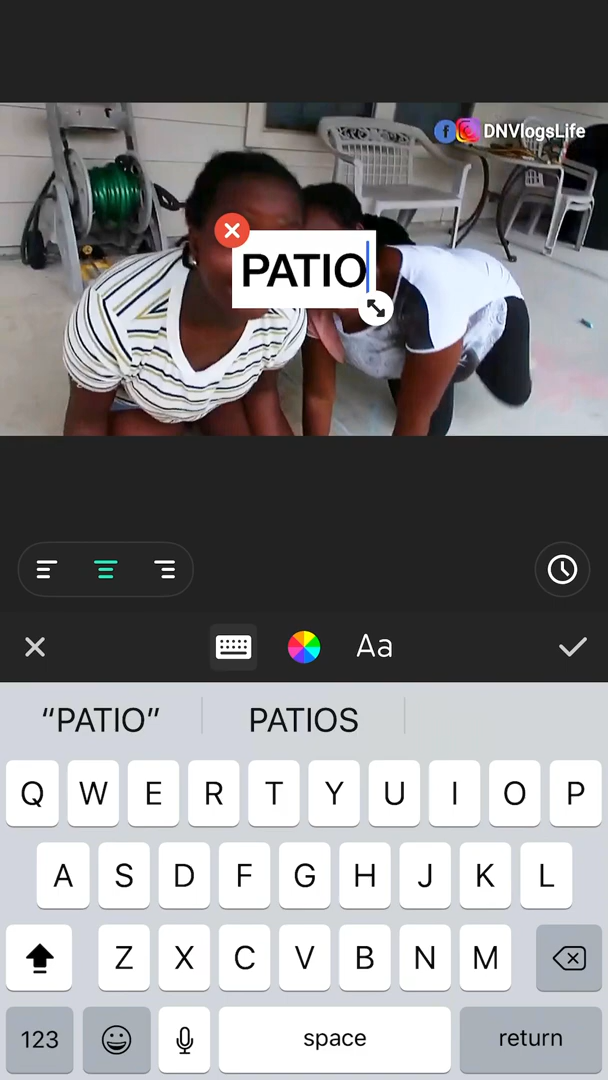 DNVlogsLife
PATIO
Aa
“PATIO” PATIOS
Q W E R T Y U I O P
A S D F G H J K L
Z X C V B N M
123 space return